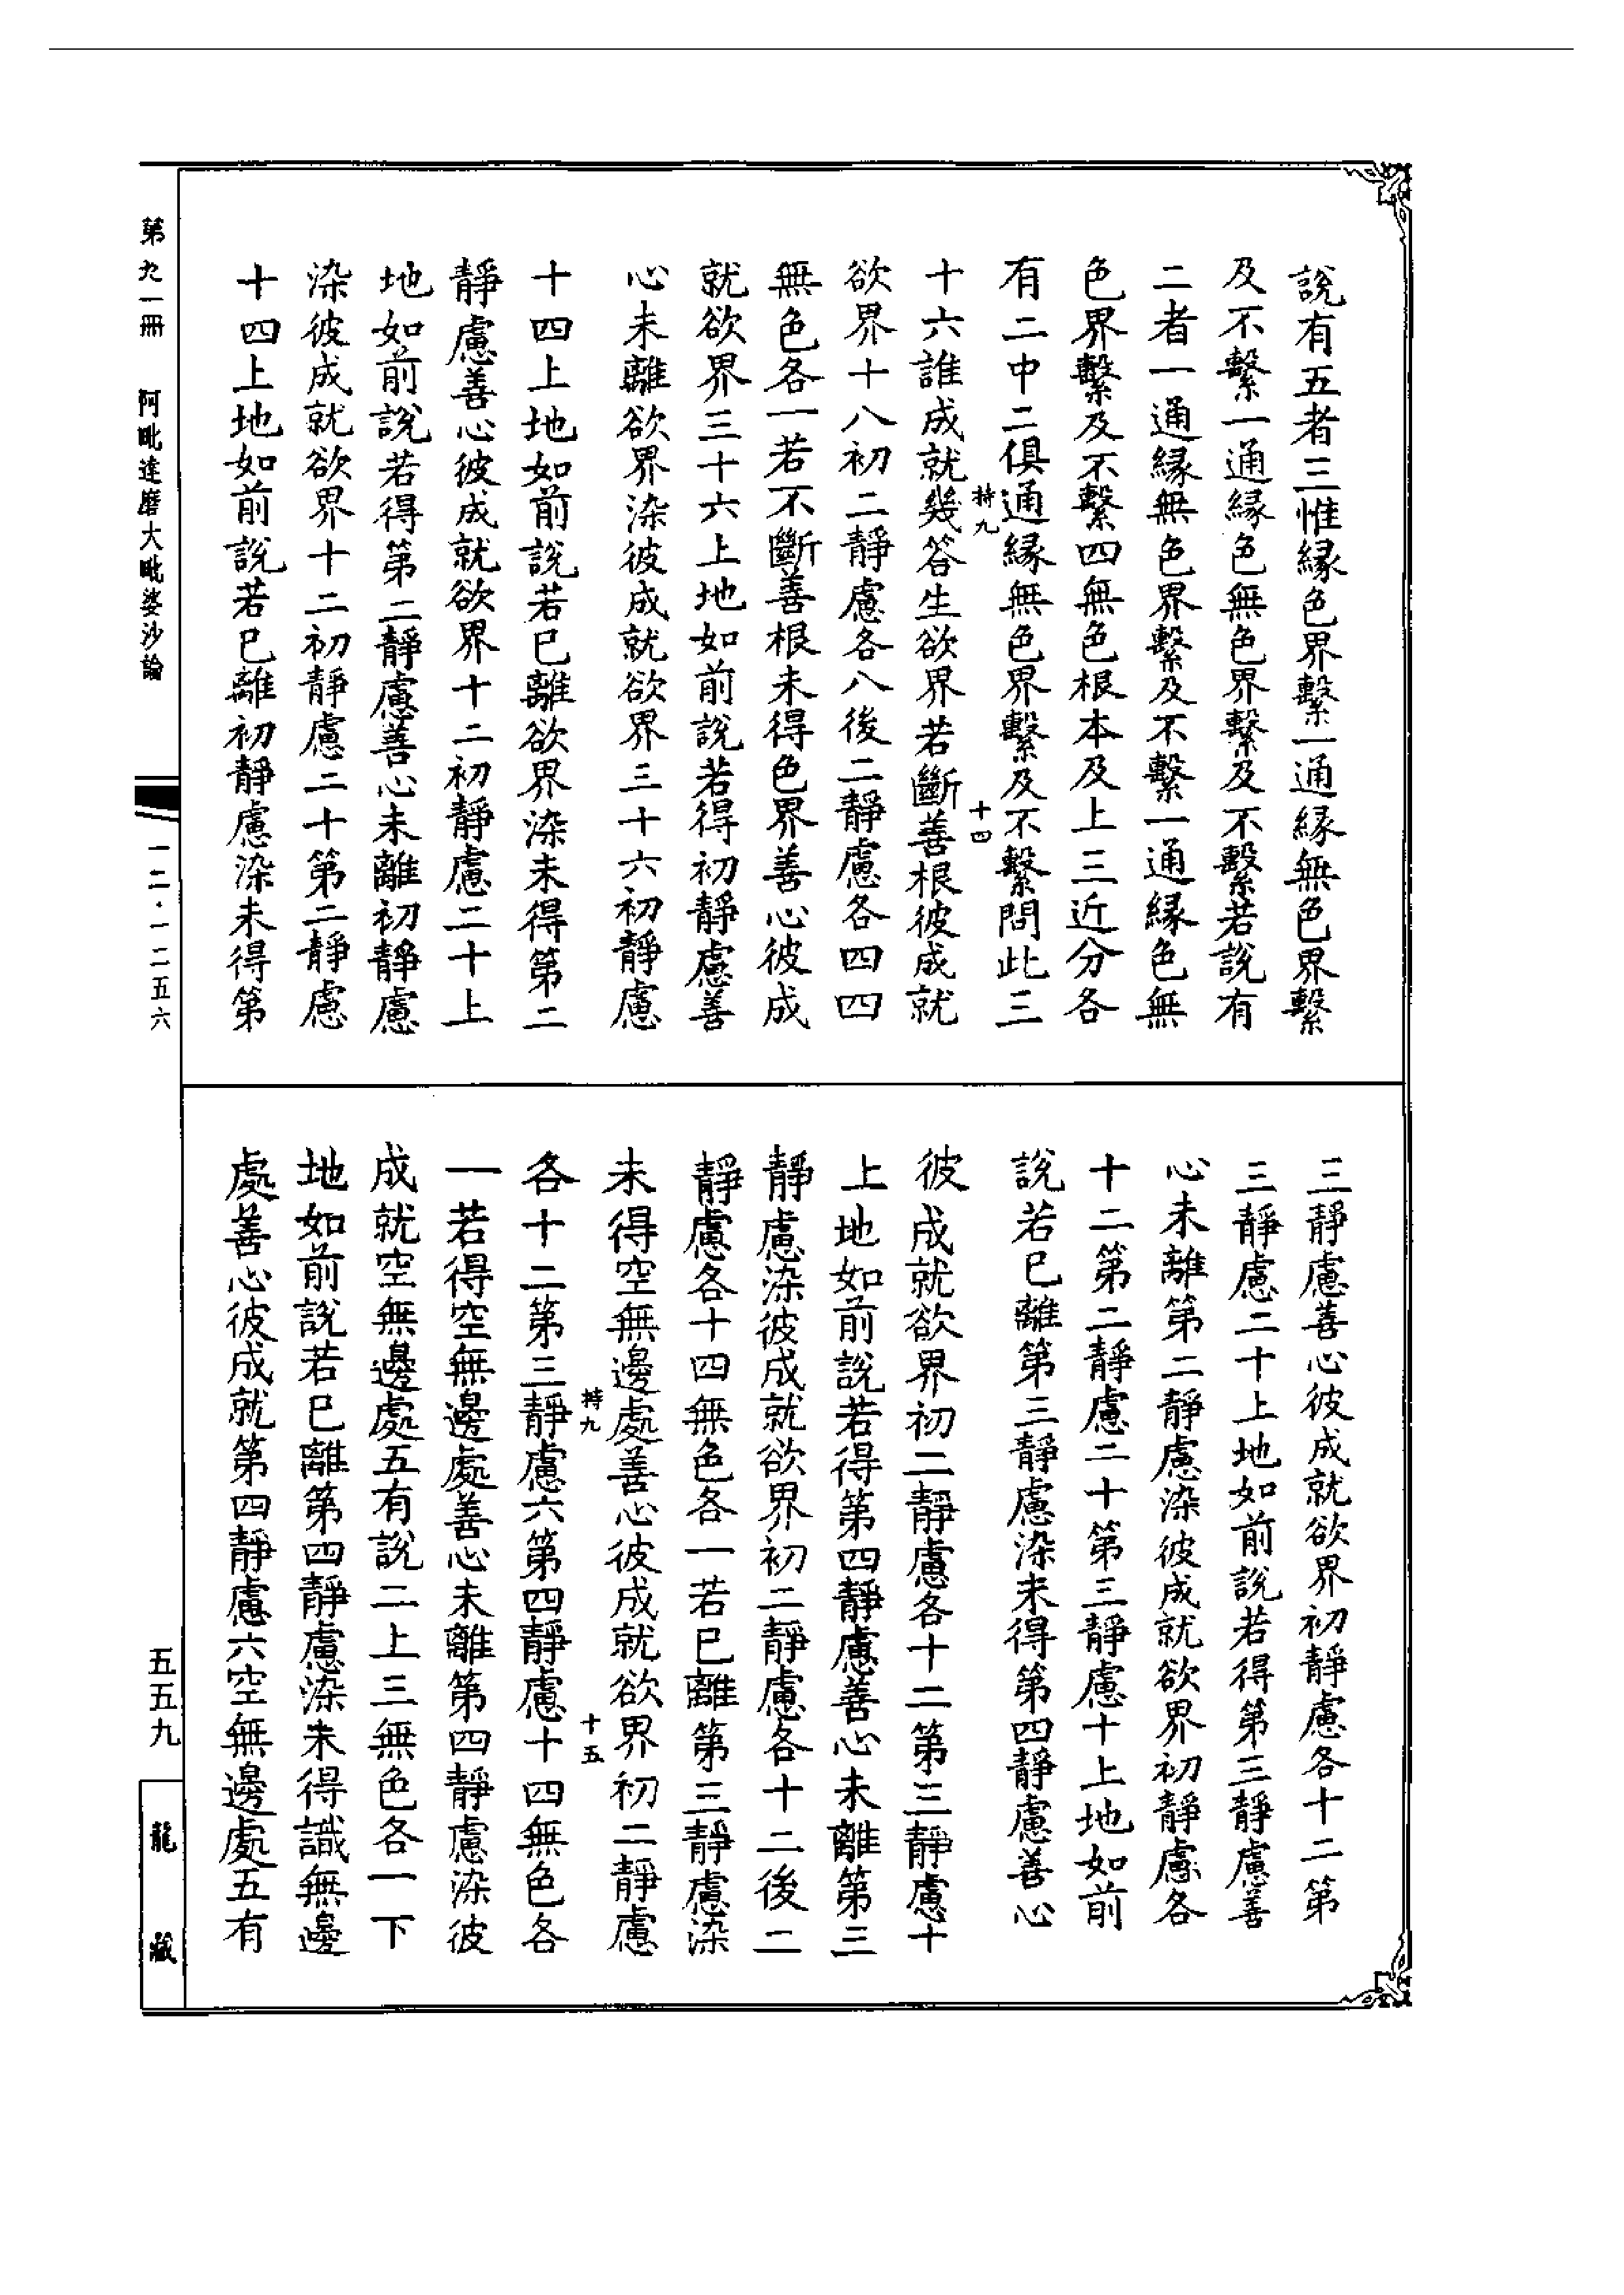 說有五者三惟緣色界繫一通緣無色界繫
及不繫一通緣色無色界繫及不繫若說有
二者一通緣無色界繫及不繫一通緣色無
色界繫及不繫四無色根本及上三近分各
有二中二俱通緣無色界繫及不繫問此三
持九
十四
十六誰成就幾答生欲界若斷善根彼成就
欲界十八初二靜慮各八後二靜慮各四四
無色各一若不斷善根未得色界善心彼成
就欲界三十六上地如前說若得初靜慮善
心未離欲界染彼成就欲界三十六初靜慮
十四上地如前說若已離欲界染未得第二
靜慮善心彼成就欲界十二初靜慮二十上
地如前說若得第二靜慮善心未離初靜慮
染彼成就欲界十二初靜慮二十第二靜慮
十四上地如前說若已離初靜慮染未得第
三靜慮善心彼成就欲界初靜慮各十二第
三靜慮二十上地如前說若得第三靜慮善
心未離第二靜慮染彼成就欲界初靜慮各
十二第二靜慮二十第三靜慮十上地如前
說若已離第三靜慮染未得第四靜慮善心
彼成就欲界初二靜慮各十二第三靜慮十
上地如前說若得第四靜慮善心未離第三
靜慮染彼成就欲界初二靜慮各十二後二
靜慮各十四無色各一若已離第三靜慮染
未得空無邊處善心彼成就欲界初二靜慮
持九
十五
各十二第三靜慮六第四靜慮十四無色各
一若得空無邊處善心未離第四靜慮染彼
成就空無邊處五有說二上三無色各一下
地如前說若已離第四靜慮染未得識無邊
處善心彼成就第四靜慮六空無邊處五有
第九一冊 阿毗達磨大毗婆沙論
一二·一二五六
五五九
龍藏